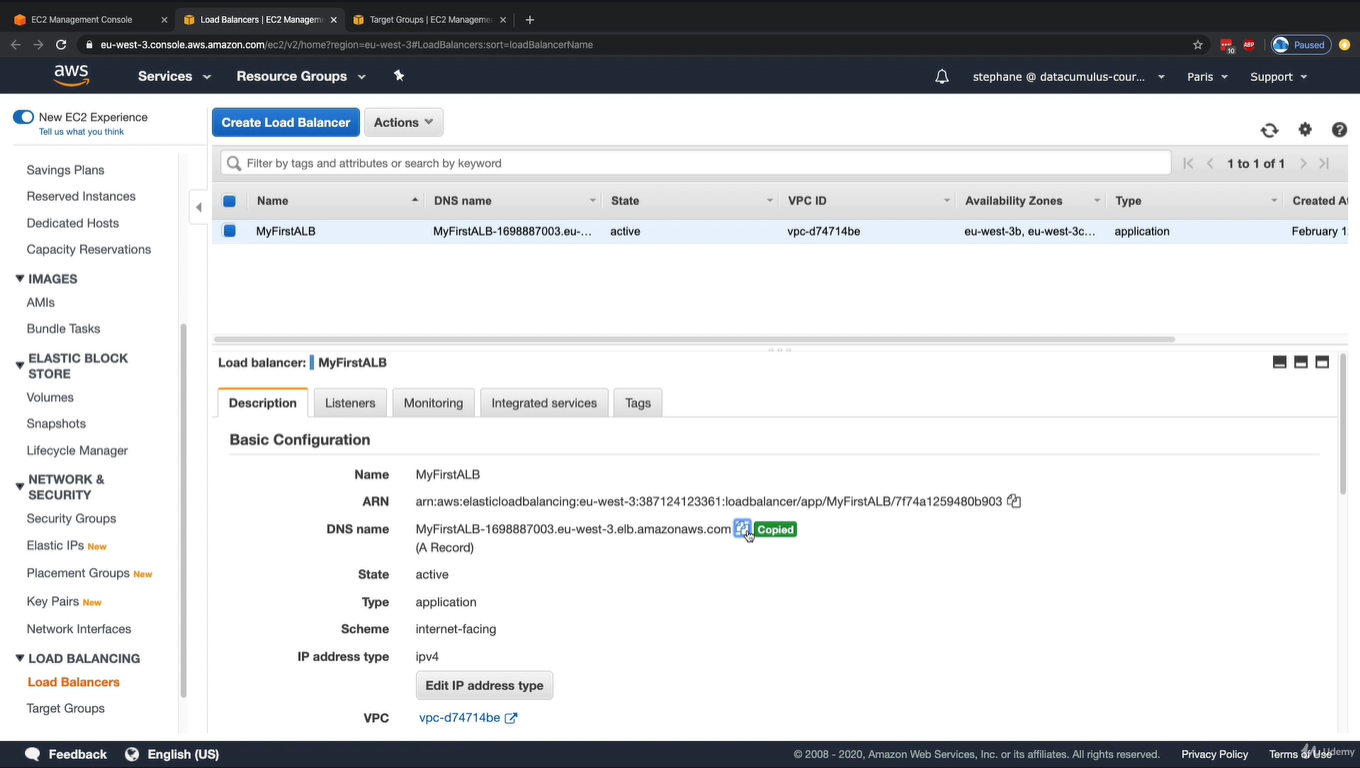 EC2 Management Console
Load Balancers | EC2 Managem
Target Groups | EC2 Manageme
eu-west-3.console.aws.amazon.com/ec2/v2/home?region=eu-west-3#LoadBalancers:sort=loadBalancerName
10
ABP
Paused
aws
Services
Resource Groups
stephane @ datacumulus-cour...
Paris
Support
New EC2 Experience
Tell us what you think
Savings Plans
Reserved Instances
Dedicated Hosts
Capacity Reservations
IMAGES
AMIs
Bundle Tasks
ELASTIC BLOCK
STORE
Volumes
Snapshots
Lifecycle Manager
NETWORK &
SECURITY
Security Groups
Elastic IPs New
Placement Groups New
Key Pairs New
Network Interfaces
LOAD BALANCING
Load Balancers
Target Groups
Create Load Balancer
Actions
Filter by tags and attributes or search by keyword
1 to 1 of 1
Name
DNS name
State
VPC ID
Availability Zones
Type
Created At
MyFirstALB
MyFirstALB-1698887003.eu-...
active
vpc-d74714be
eu-west-3b, eu-west-3c...
application
February 1
Load balancer: MyFirstALB
Description
Listeners
Monitoring
Integrated services
Tags
Basic Configuration
Name MyFirstALB
ARN arn:aws:elasticloadbalancing:eu-west-3:387124123361:loadbalancer/app/MyFirstALB/7f74a1259480b903
DNS name MyFirstALB-1698887003.eu-west-3.elb.amazonaws.com Copied
(A Record)
State active
Type application
Scheme internet-facing
IP address type ipv4
Edit IP address type
VPC vpc-d74714be
Feedback
English (US)
© 2008 - 2020, Amazon Web Services, Inc. or its affiliates. All rights reserved.
Privacy Policy
Terms of Use
Udemy